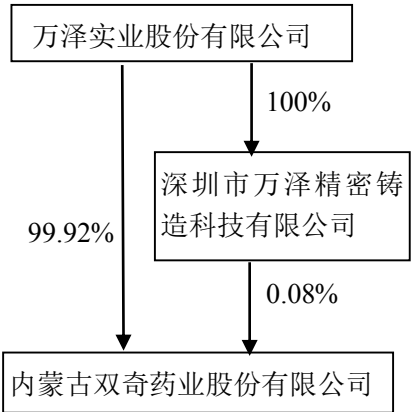 万泽实业股份有限公司
100%
深圳市万泽精密铸
造科技有限公司
99.92%
0.08%
内蒙古双奇药业股份有限公司